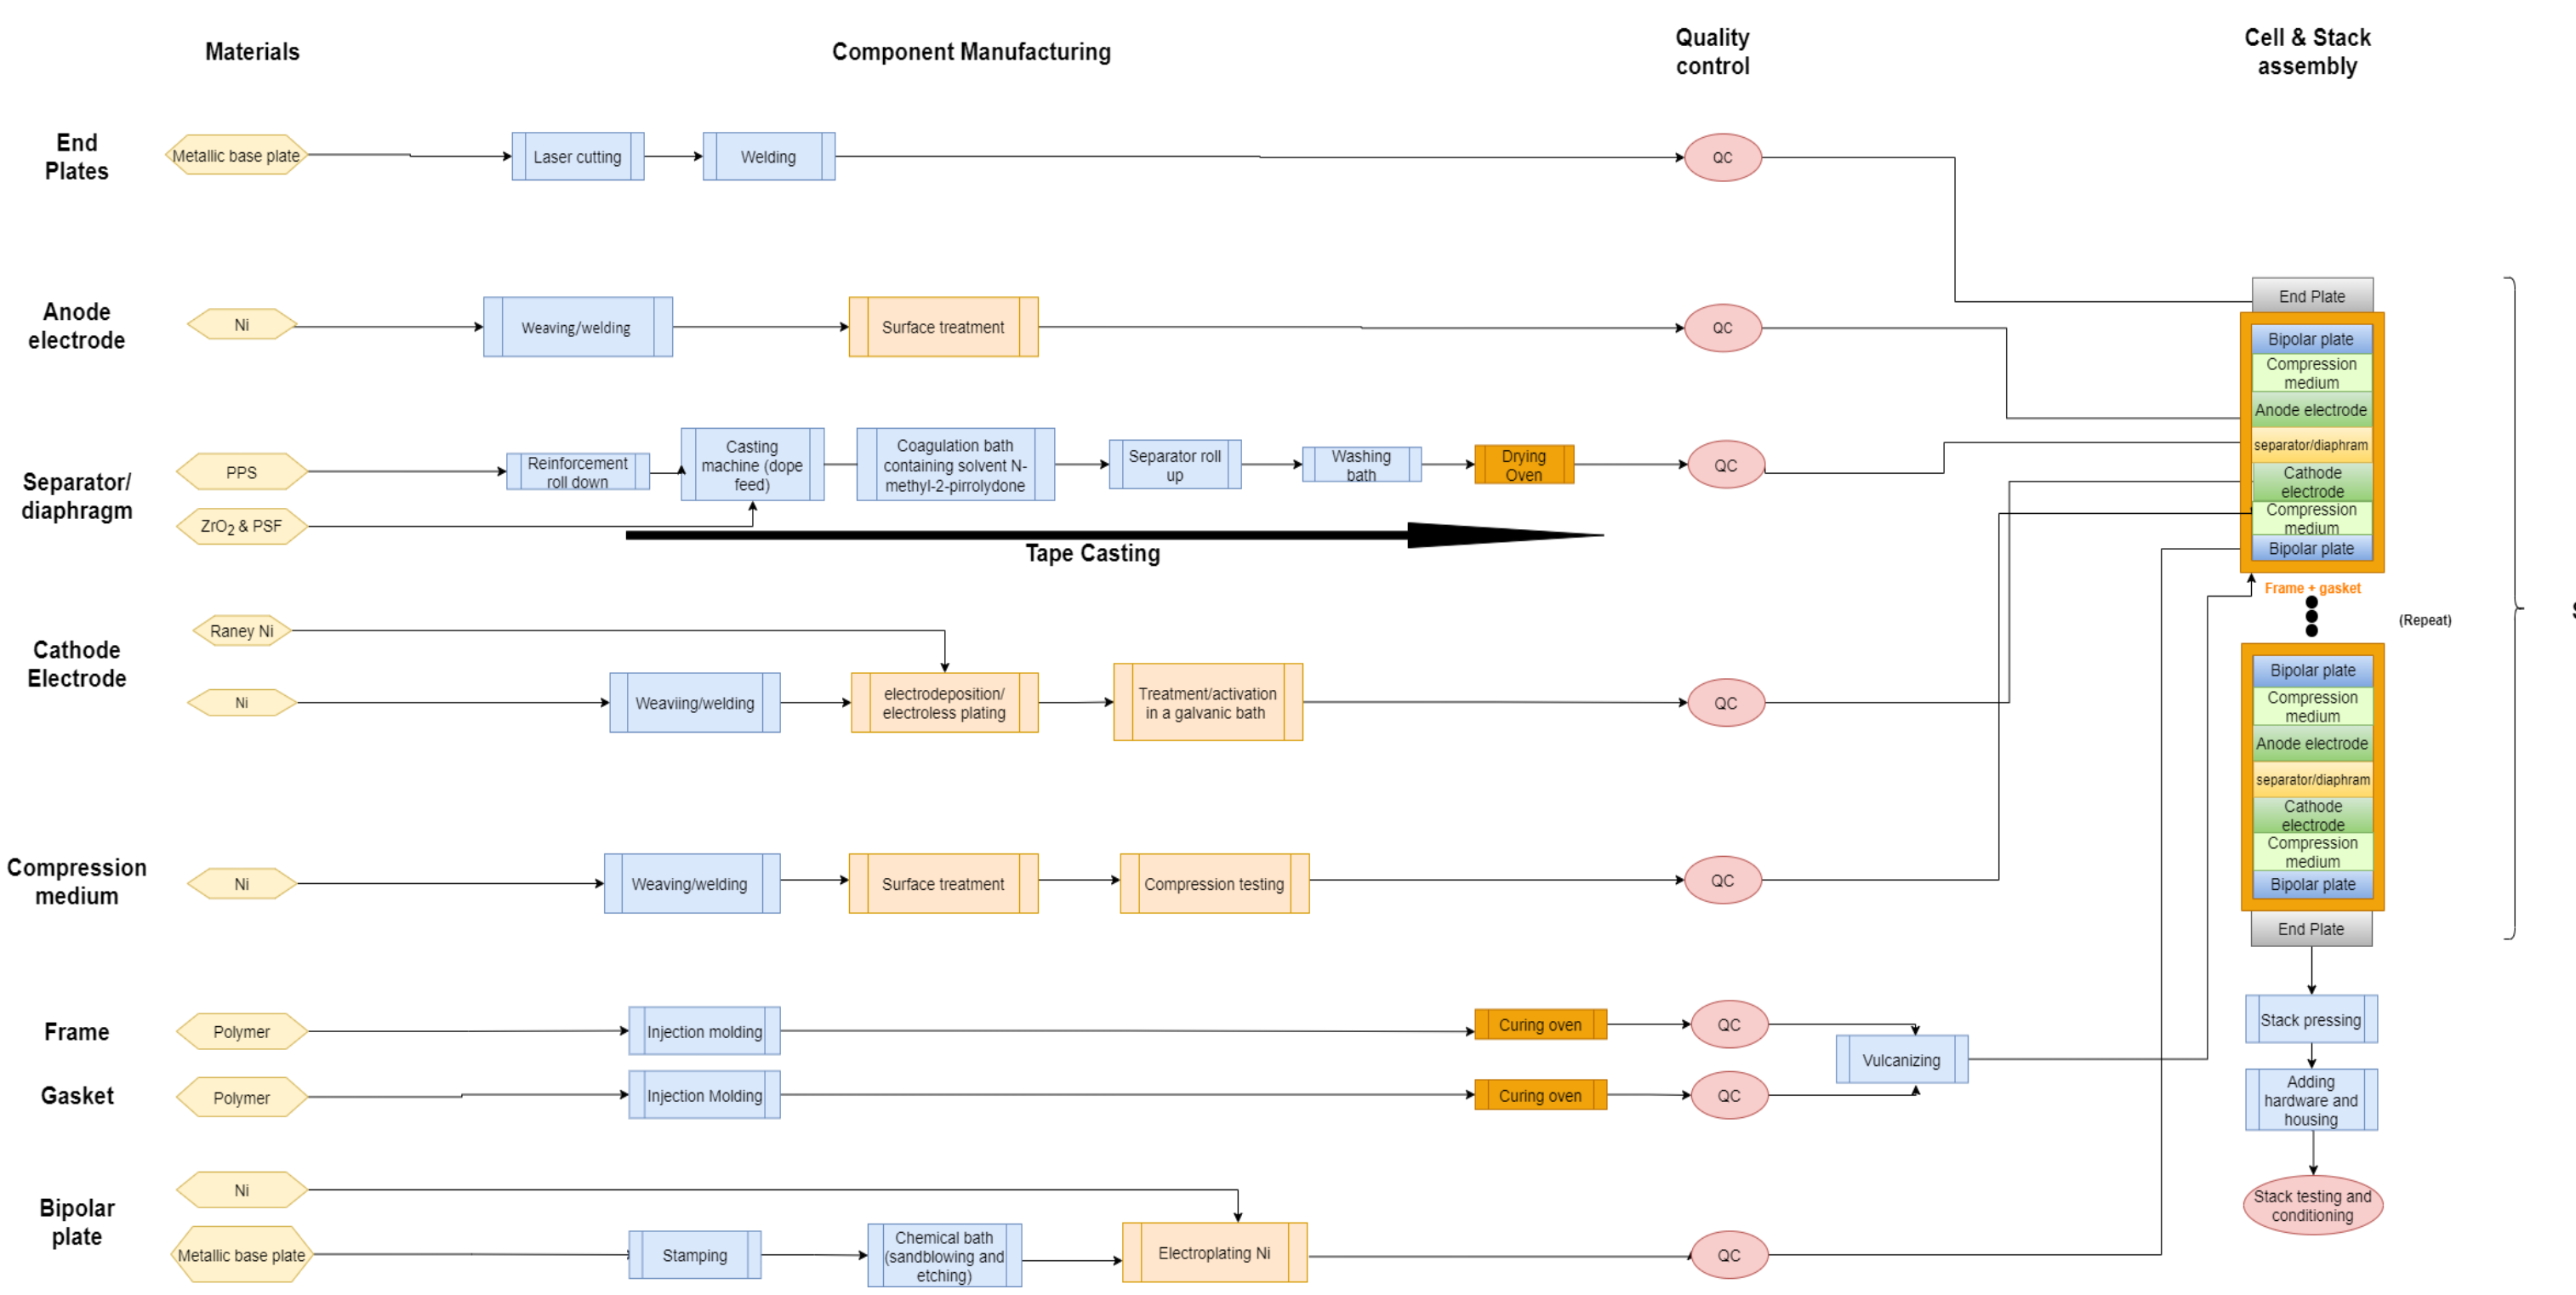 Materials
Component Manufacturing
Quality
control
Cell & Stack
assembly
End
Plates
Metallic base plate
Laser cutting
Welding
QC
Anode
electrode
Ni
Weaving/welding
Surface treatment
QC
Separator/
diaphragm
PPS
ZrO2 & PSF
Reinforcement
roll down
Casting
machine (dope
feed)
Coagulation bath
containing solvent N-
methyl-2-pirrolydone
Separator roll
up
Washing
bath
Drying
Oven
QC
Tape Casting
Cathode
Electrode
Raney Ni
Ni
Weaviing/welding
electrodeposition/
electroless plating
Treatment/activation
in a galvanic bath
QC
Compression
medium
Ni
Weaving/welding
Surface treatment
Compression testing
QC
Frame
Polymer
Injection molding
Curing oven
QC
Vulcanizing
Gasket
Polymer
Injection Molding
Curing oven
QC
Bipolar
plate
Ni
Metallic base plate
Stamping
Chemical bath
(sandblowing and
etching)
Electroplating Ni
QC
End Plate
Bipolar plate
Compression
medium
Anode electrode
separator/diaphram
Cathode
electrode
Compression
medium
Bipolar plate
Frame + gasket
(Repeat)
Bipolar plate
Compression
medium
Anode electrode
separator/diaphram
Cathode
electrode
Compression
medium
Bipolar plate
End Plate
Stack pressing
Adding
hardware and
housing
Stack testing and
conditioning